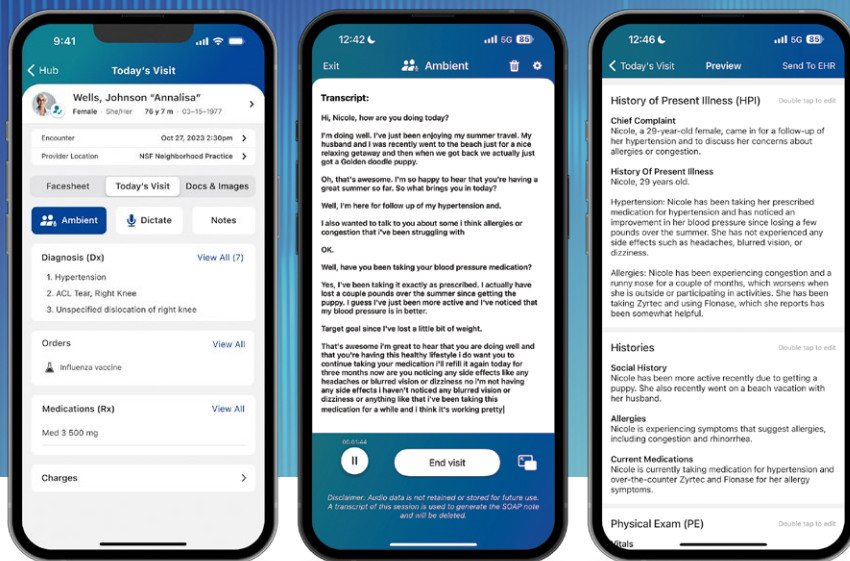 9:41
Hub
Today's Visit
Wells, Johnson "Annalisa"
Female · She/Her 76 y 7 m · 03-15-1977
Encounter Oct 27, 2023 2:30pm
Provider Location NSF Neighborhood Practice
Facesheet Today's Visit Docs & Images
Ambient Dictate Notes
Diagnosis (Dx) View All (7)
1. Hypertension
2. ACL Tear, Right Knee
3. Unspecified dislocation of right knee
Orders View All
Influenza vaccine
Medications (Rx) View All
Med 3 500 mg
Charges
12:42 5G 85
Exit Ambient
Transcript:
Hi, Nicole, how are you doing today?
I'm doing well. I've just been enjoying my summer travel. My
husband and I was recently went to the beach just for a nice
relaxing getaway and then when we got back we actually just
got a Golden doodle puppy.
Oh, that's awesome. I'm so happy to hear that you're having a
great summer so far. So what brings you in today?
Well, I'm here for follow up of my hypertension and.
I also wanted to talk to you about some i think allergies or
congestion that i've been struggling with
OK.
Well, have you been taking your blood pressure medication?
Yes, I've been taking it exactly as prescribed. I actually have
lost a couple pounds over the summer since getting the
puppy. I guess I've just been more active and I've noticed that
my blood pressure is in better.
Target goal since I've lost a little bit of weight.
That's awesome i'm great to hear that you are doing well and
that you're having this healthy lifestyle i do want you to
continue taking your medication i'll refill it again today for
three months now are you noticing any side effects like any
headaches or blurred vision or dizziness no i'm not having
any side effects i haven't noticed any blurred vision or
dizziness or anything like that i've been taking this
medication for a while and i think it's working pretty
00:01:44
End visit
Disclaimer: Audio data is not retained or stored for future use.
A transcript of this session is used to generate the SOAP note
and will be deleted.
12:46 5G 85
Today's Visit Preview Send To EHR
History of Present Illness (HPI) Double tap to edit
Chief Complaint
Nicole, a 29-year-old female, came in for a follow-up of
her hypertension and to discuss her concerns about
allergies or congestion.
History Of Present Illness
Nicole, 29 years old.
Hypertension: Nicole has been taking her prescribed
medication for hypertension and has noticed an
improvement in her blood pressure since losing a few
pounds over the summer. She has not experienced any
side effects such as headaches, blurred vision, or
dizziness.
Allergies: Nicole has been experiencing congestion and a
runny nose for a couple of months, which worsens when
she is outside or participating in activities. She has been
taking Zyrtec and using Flonase, which she reports has
been somewhat helpful.
Histories Double tap to edit
Social History
Nicole has been more active recently due to getting a
puppy. She also recently went on a beach vacation with
her husband.
Allergies
Nicole is experiencing symptoms that suggest allergies,
including congestion and rhinorrhea.
Current Medications
Nicole is currently taking medication for hypertension and
over-the-counter Zyrtec and Flonase for her allergy
symptoms.
Physical Exam (PE) Double tap to edit
Vitals